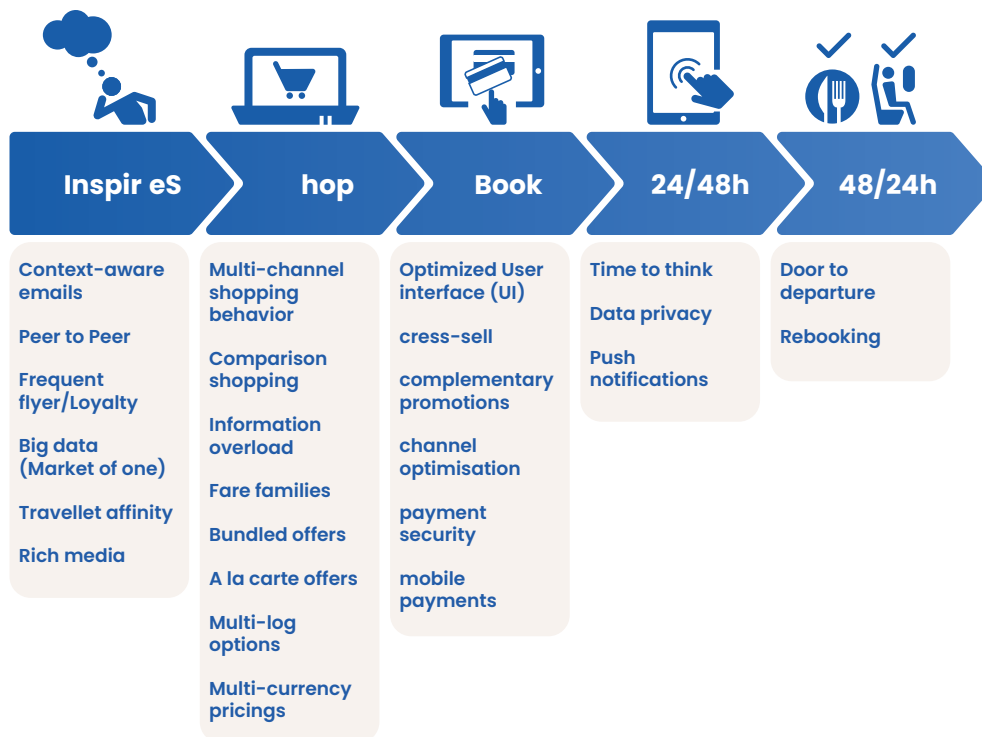 Inspir eS
hop
Book
24/48h
48/24h
Context-aware
emails
Peer to Peer
Frequent
flyer/Loyalty
Big data
(Market of one)
Travellet affinity
Rich media
Multi-channel
shopping
behavior
Comparison
shopping
Information
overload
Fare families
Bundled offers
A la carte offers
Multi-log
options
Multi-currency
pricings
Optimized User
interface (UI)
cress-sell
complementary
promotions
channel
optimisation
payment
security
mobile
payments
Time to think
Data privacy
Push
notifications
Door to
departure
Rebooking